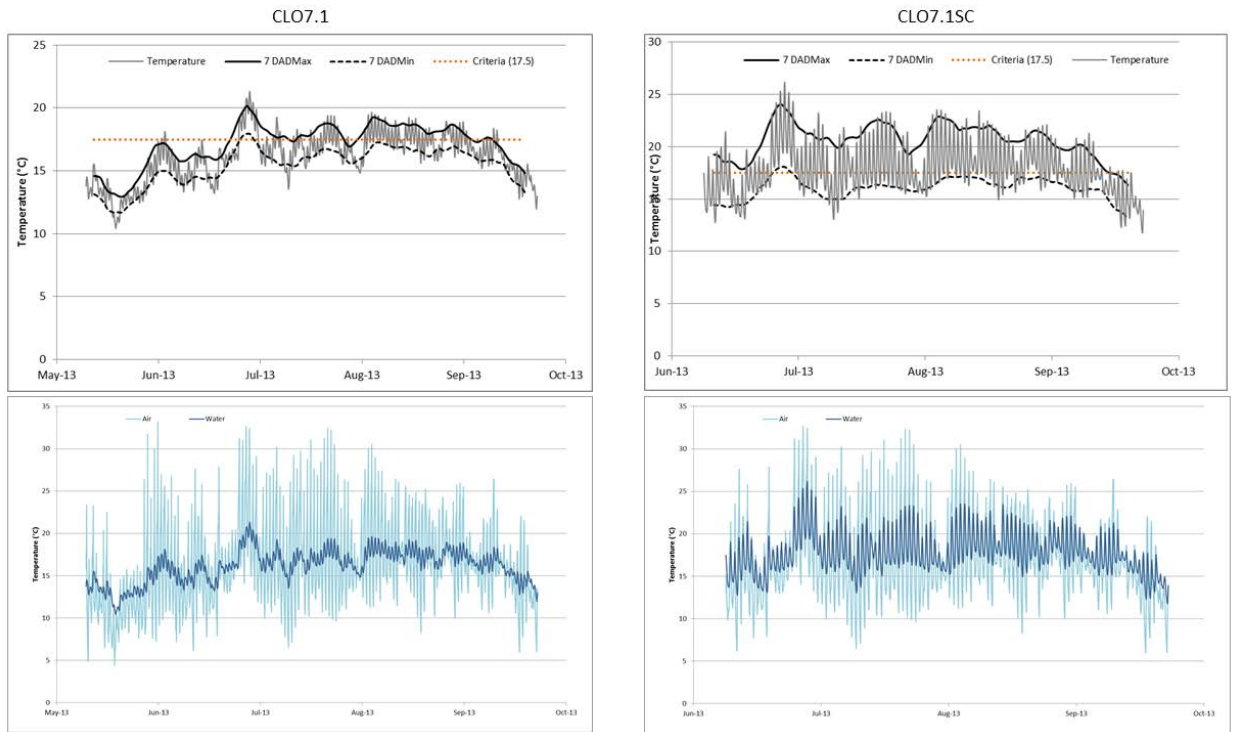 CLO7.1
CLO7.1SC
25
20
15
10
5
0
Temperature (°C)
Temperature
7 DADMax
7 DADMin
Criteria (17.5)
May-13
Jun-13
Jul-13
Aug-13
Sep-13
Oct-13
30
25
20
15
10
5
0
Temperature (°C)
7 DADMax
7 DADMin
Criteria (17.5)
Temperature
Jun-13
Jul-13
Aug-13
Sep-13
Oct-13
35
30
25
20
15
10
5
0
Temperature (°C)
Air
Water
May-13
Jun-13
Jul-13
Aug-13
Sep-13
Oct-13
35
30
25
20
15
10
5
0
Temperature (°C)
Air
Water
Jun-13
Jul-13
Aug-13
Sep-13
Oct-13